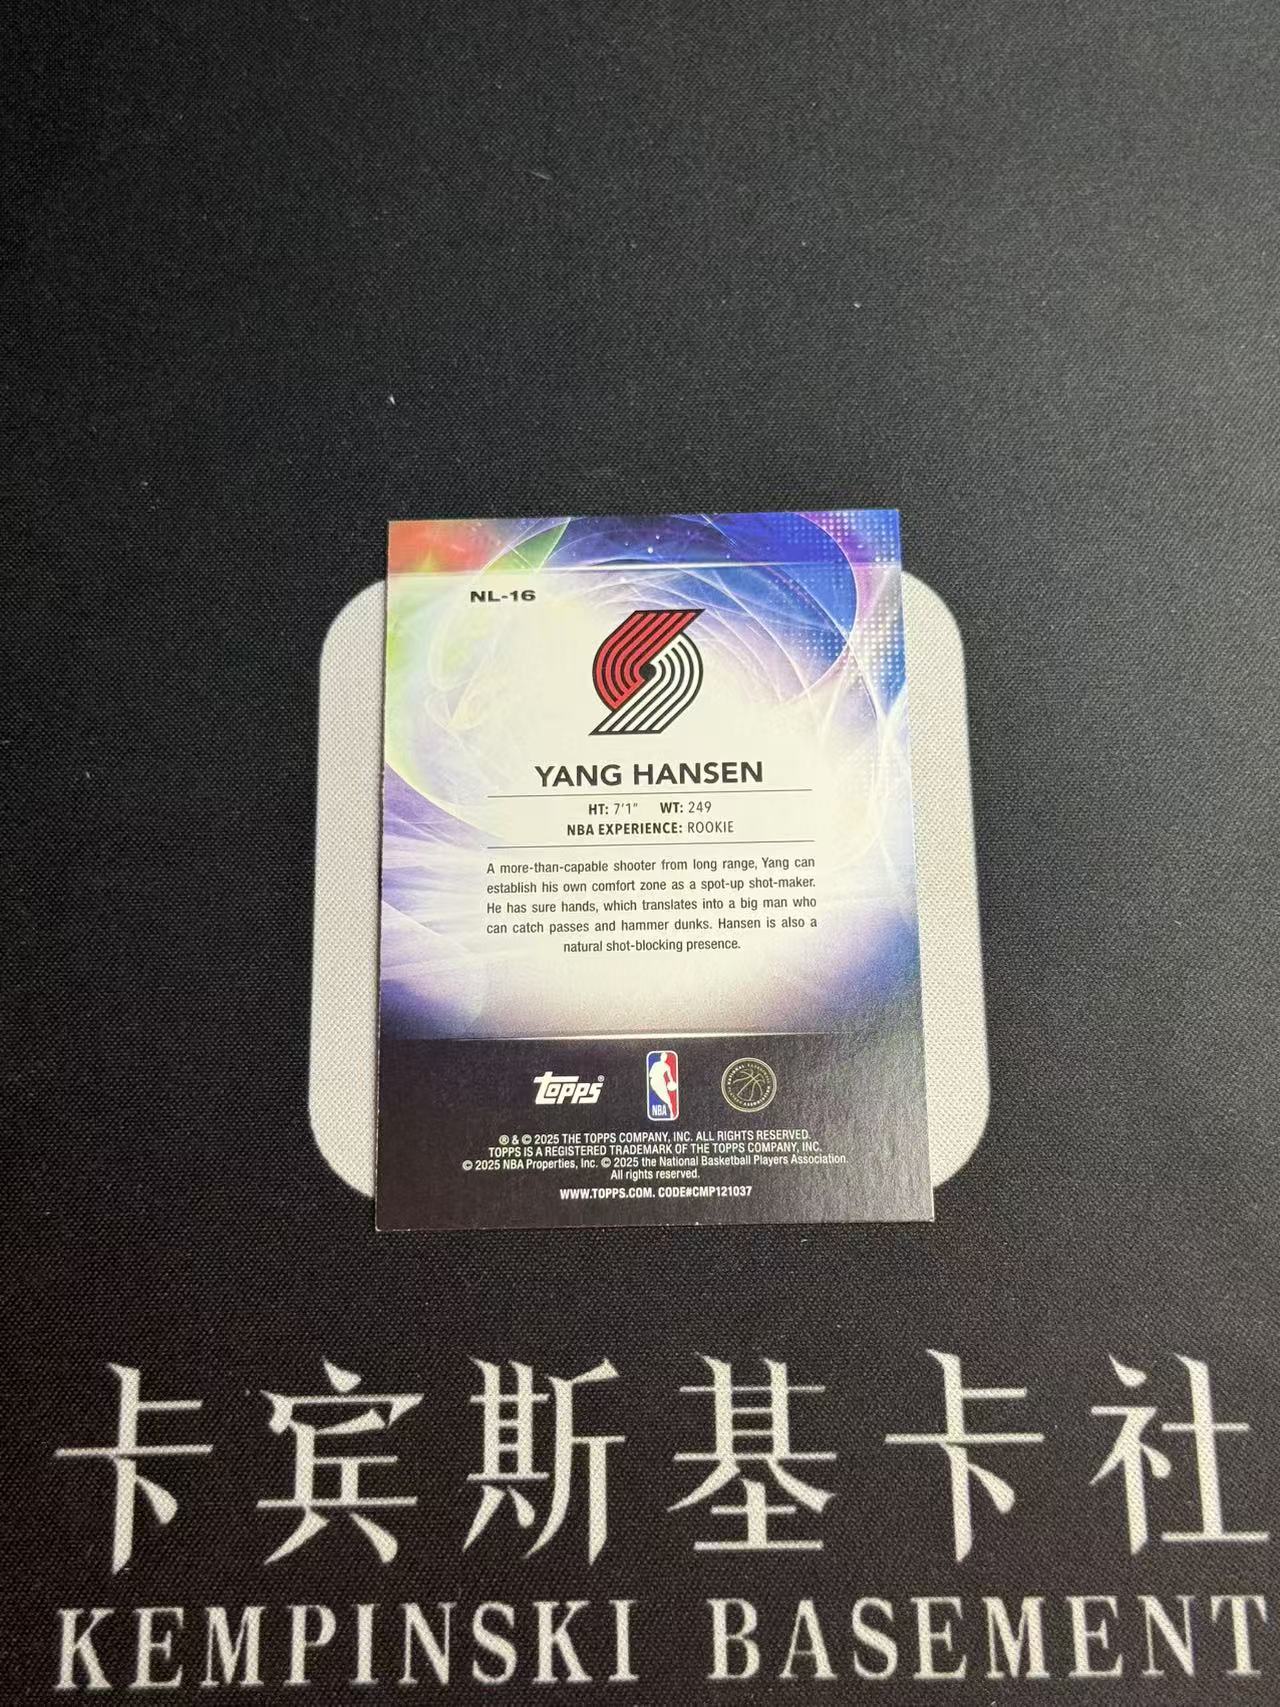 NL-16
YANG HANSEN
HT: 7'1" WT: 249
NBA EXPERIENCE: ROOKIE
A more-than-capable shooter from long range, Yang can
establish his own comfort zone as a spot-up shot-maker.
He has sure hands, which translates into a big man who
can catch passes and hammer dunks. Hansen is also a
natural shot-blocking presence.
topps®
NBA
® & © 2025 THE TOPPS COMPANY, INC. ALL RIGHTS RESERVED.
TOPPS IS A REGISTERED TRADEMARK OF THE TOPPS COMPANY, INC.
© 2025 NBA Properties, Inc. © 2025 the National Basketball Players Association.
All rights reserved.
WWW.TOPPS.COM. CODE#CMP121037
卡宾斯基卡社
KEMPINSKI BASEMENT